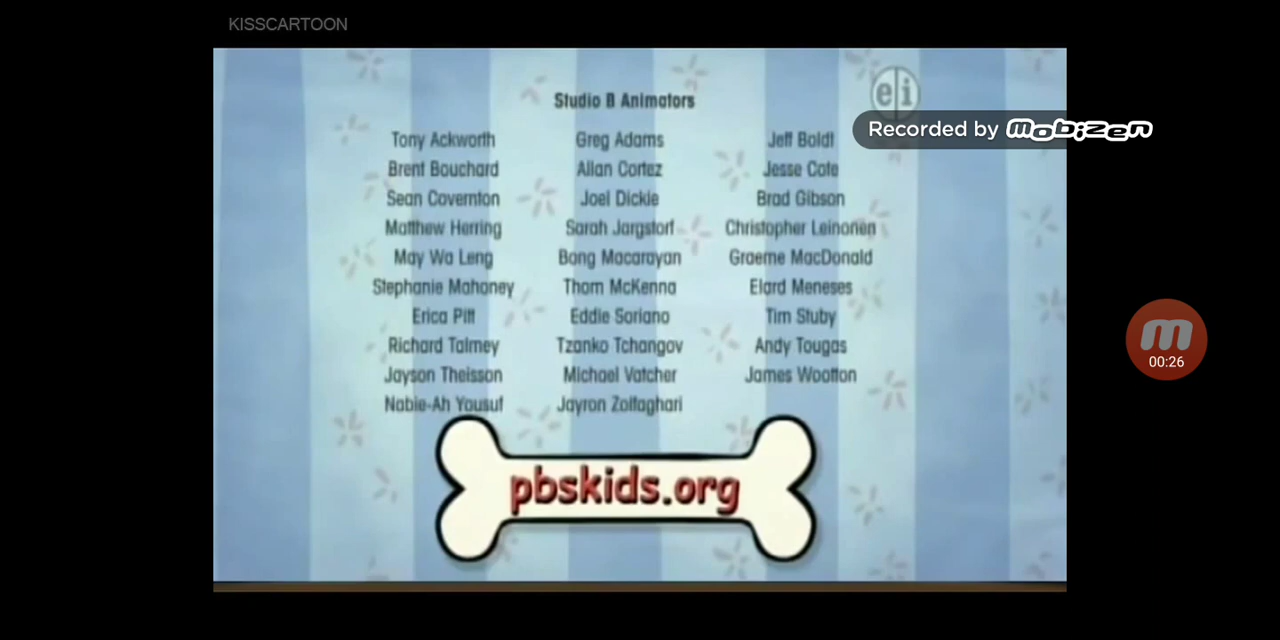 KISSCARTOON
Studio B Animators
e i
Recorded by mobizen
Tony Ackworth Greg Adams Jeff Boldt
Brent Bouchard Allan Cortez Jesse Cote
Sean Covernton Joel Dickie Brad Gibson
Matthew Herring Sarah Jargstorf Christopher Leinonen
May Wa Leng Bong Macarayan Graeme MacDonald
Stephanie Mahoney Thom McKenna Elard Meneses
Erica Pitt Eddie Soriano Tim Stuby
Richard Talmey Tzanko Tchangov Andy Tougas
Jayson Theisson Michael Vatcher James Wootton
Nabie-Ah Yousuf Jayron Zolfaghari
pbskids.org
m
00:26